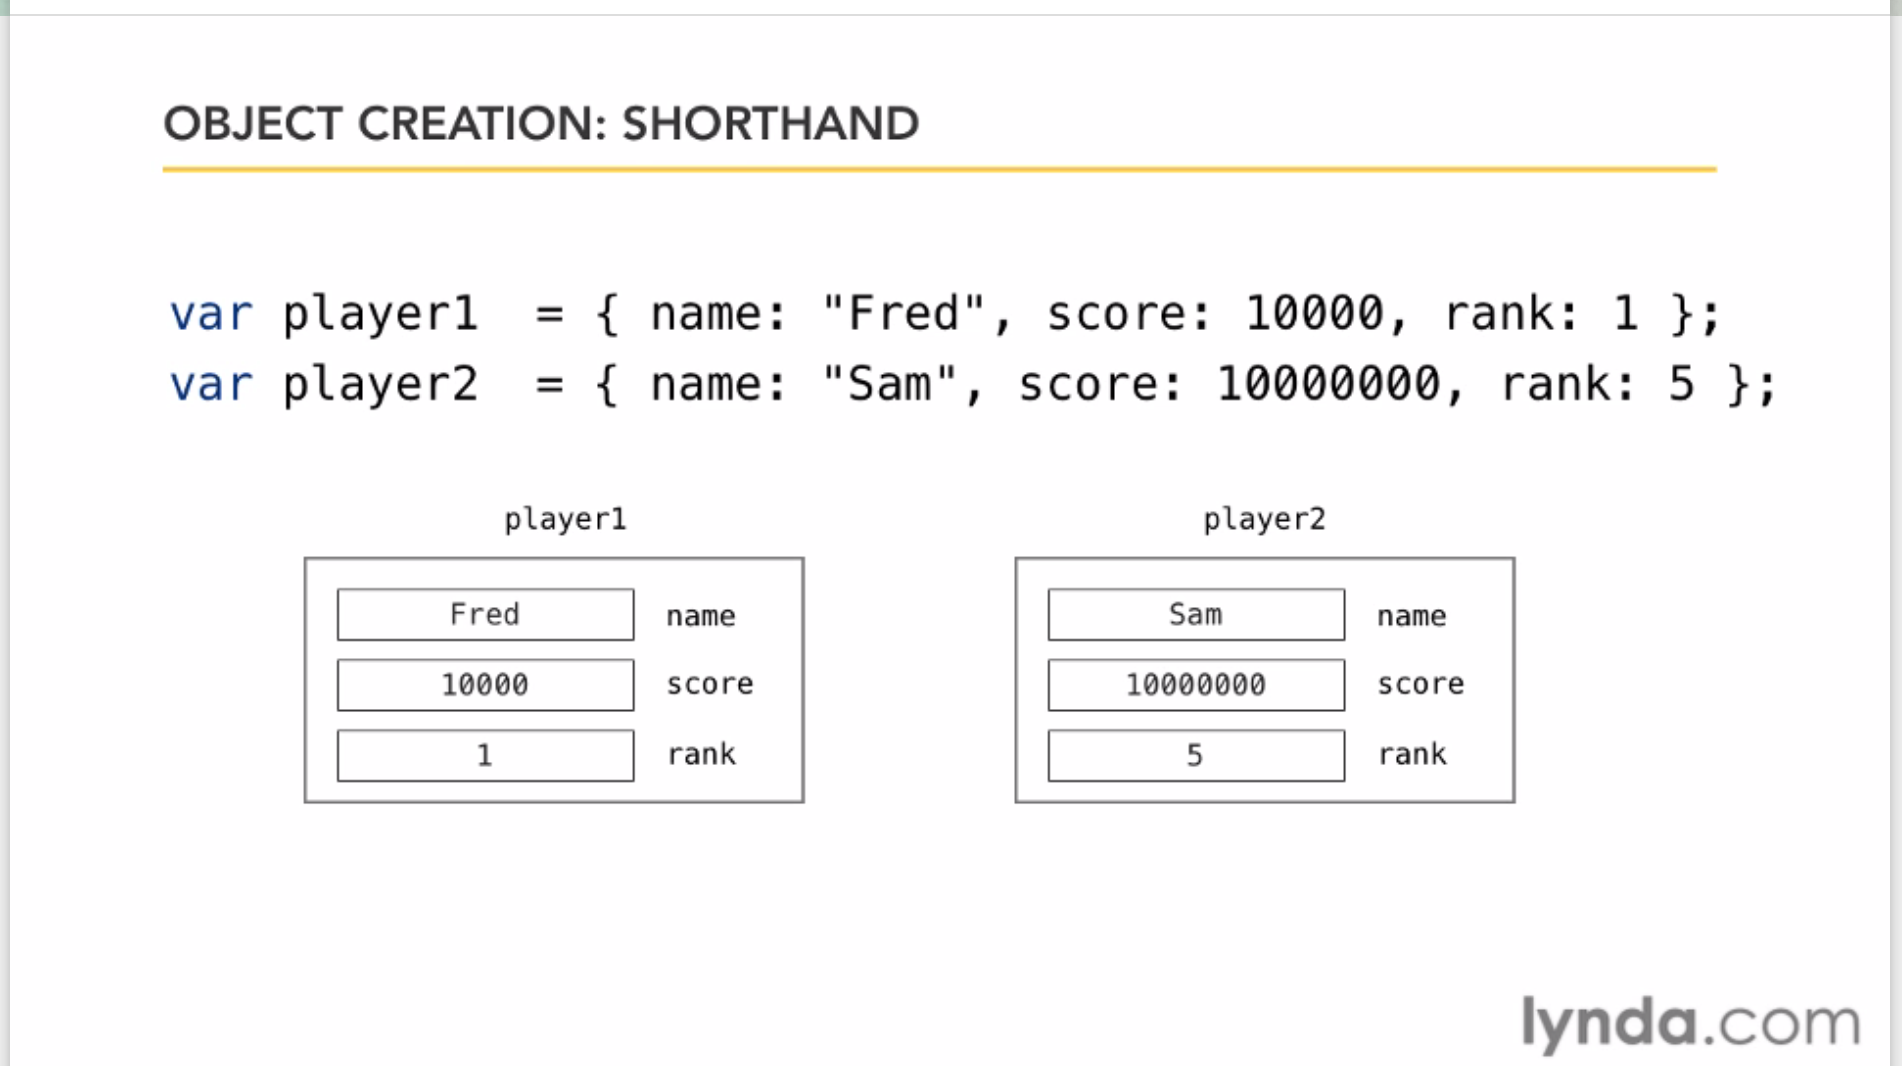 OBJECT CREATION: SHORTHAND
var player1  = { name: "Fred", score: 10000, rank: 1 };
var player2  = { name: "Sam", score: 10000000, rank: 5 };
player1
Fred name
10000 score
1 rank
player2
Sam name
10000000 score
5 rank
lynda.com